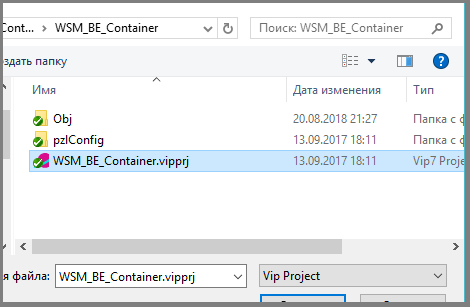 Cont... › WSM_BE_Container
Поиск: WSM_BE_Container
здать папку
Имя
Дата изменения
Тип
Obj
20.08.2018 21:27
Папка с ф
pzlConfig
13.09.2017 18:11
Папка с ф
WSM_BE_Container.vipprj
13.09.2017 18:11
Vip7 Projec
я файла:
WSM_BE_Container.vipprj
Vip Project